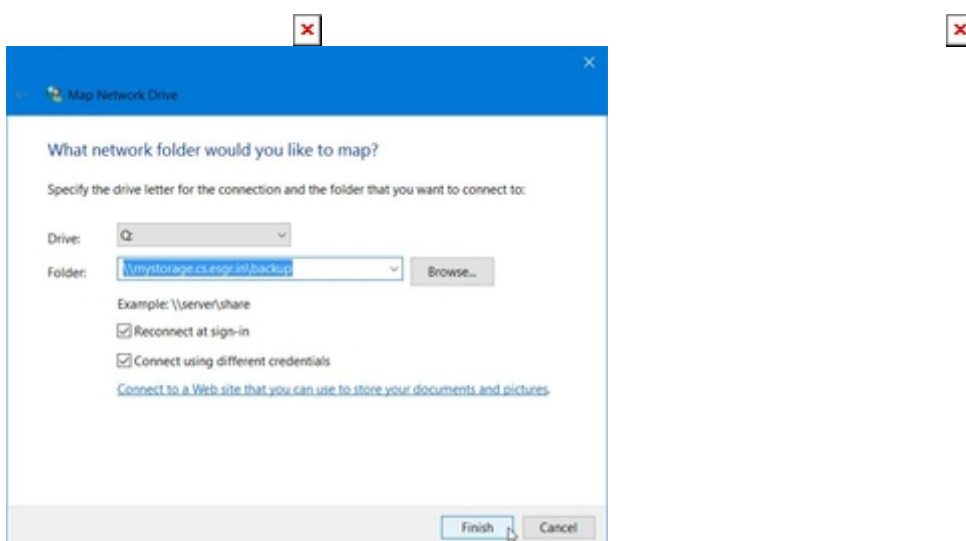 Map Network Drive
What network folder would you like to map?
Specify the drive letter for the connection and the folder that you want to connect to:
Drive: Q:
Folder: \\mystorage.cs.esgr.in\backup Browse...
Example: \\server\share
Reconnect at sign-in
Connect using different credentials
Connect to a Web site that you can use to store your documents and pictures.
Finish Cancel